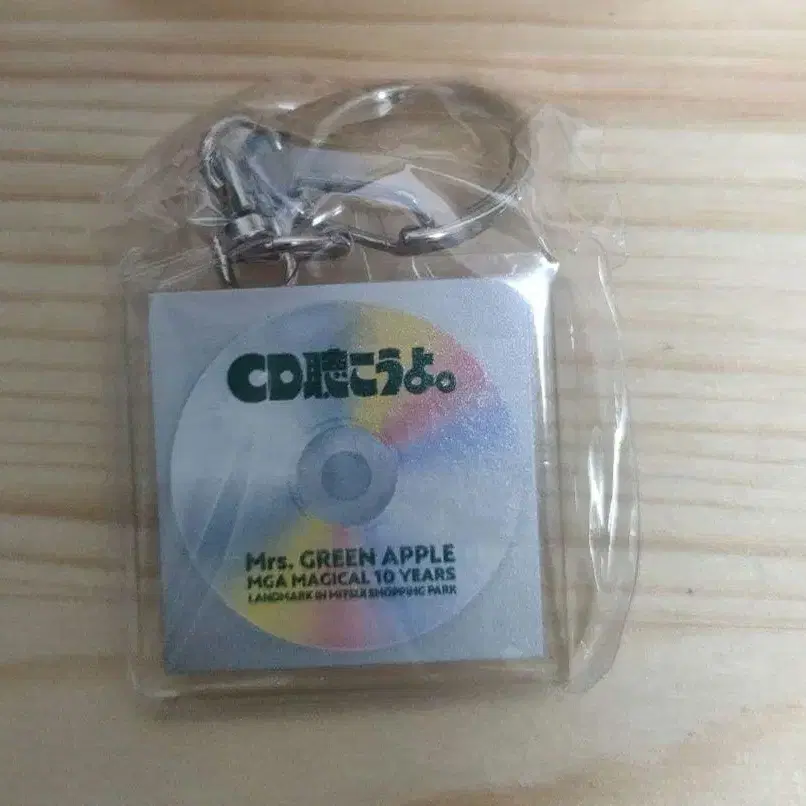 CD聴こうよ。
Mrs. GREEN APPLE
MGA MAGICAL 10 YEARS
LANDMARK IN MITSUI SHOPPING PARK